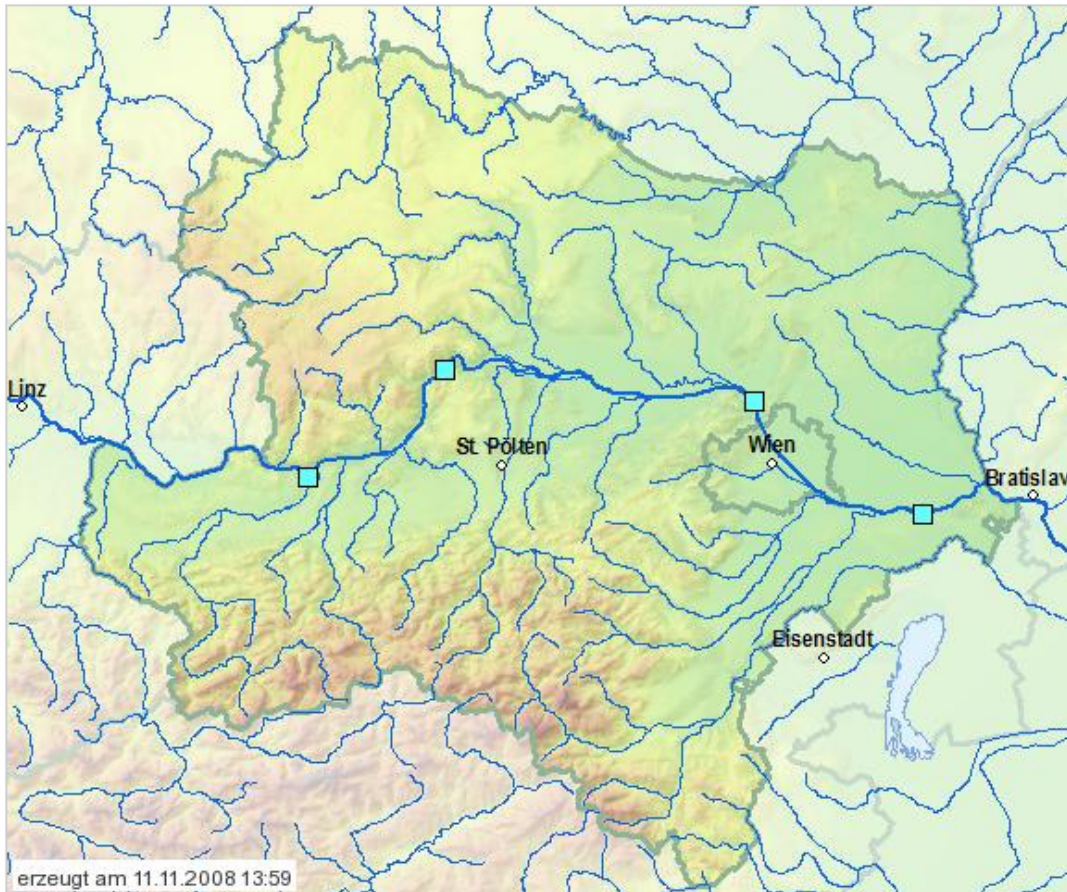 Linz
St. Pölten
Wien
Bratislav
Eisenstadt
erzeugt am 11.11.2008 13:59